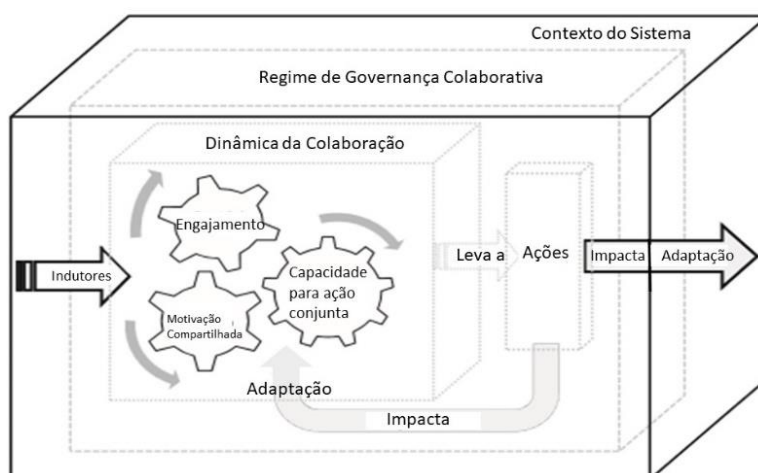 Contexto do Sistema
Regime de Governança Colaborativa
Dinâmica da Colaboração
Engajamento
Indutores
Motivação
Compartilhada
Capacidade
para ação
conjunta
Leva a
Ações
Impacta
Adaptação
Adaptação
Impacta